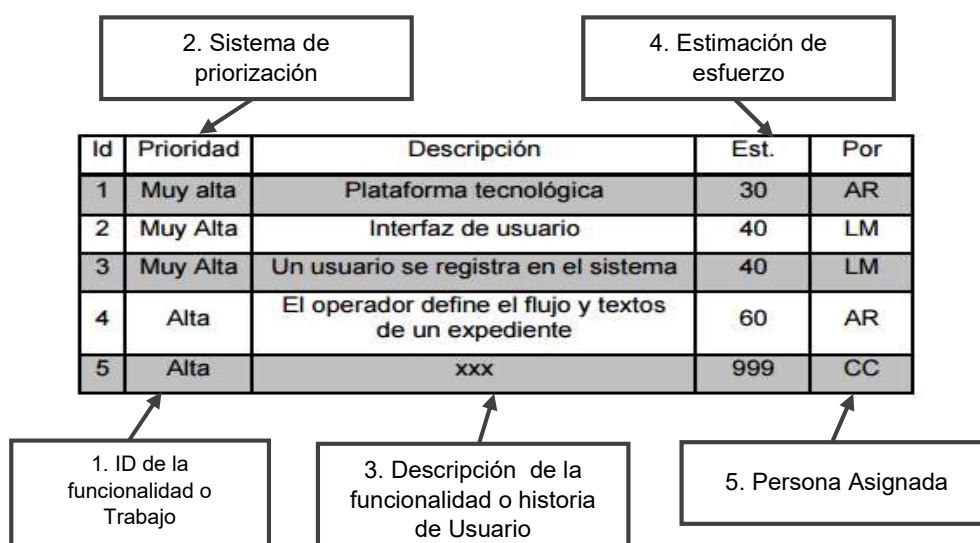 2. Sistema de
priorización
4. Estimación de
esfuerzo
Id Prioridad Descripción Est. Por
1 Muy alta Plataforma tecnológica 30 AR
2 Muy Alta Interfaz de usuario 40 LM
3 Muy Alta Un usuario se registra en el sistema 40 LM
4 Alta El operador define el flujo y textos
de un expediente 60 AR
5 Alta xxx 999 CC
1. ID de la
funcionalidad o
Trabajo
3. Descripción de la
funcionalidad o historia
de Usuario
5. Persona Asignada